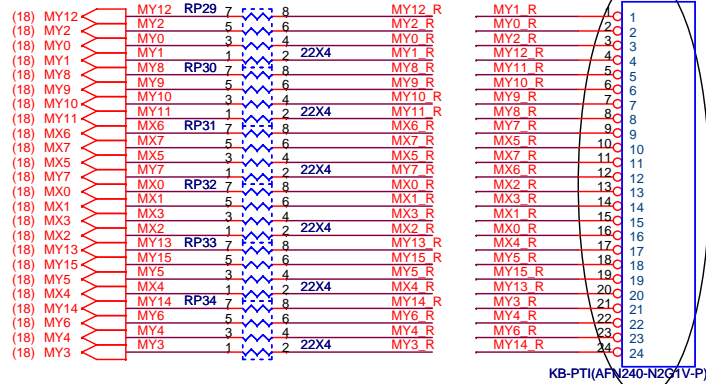 (18) MY12 MY12 RP29 7 8 MY12_R MY1_R 1 1
(18) MY2 MY2 5 6 MY2_R MY0_R 2 2
(18) MY0 MY0 3 4 MY0_R MY2_R 3 3
(18) MY1 MY1 1 2 22X4 MY1_R MY12_R 4 4
(18) MY8 MY8 RP30 7 8 MY8_R MY11_R 5 5
(18) MY9 MY9 5 6 MY9_R MY10_R 6 6
(18) MY10 MY10 3 4 MY10_R MY9_R 7 7
(18) MY11 MY11 1 2 22X4 MY11_R MY8_R 8 8
(18) MX6 MX6 RP31 7 8 MX6_R MY7_R 9 9
(18) MX7 MX7 5 6 MX7_R MX5_R 10 10
(18) MX5 MX5 3 4 MX5_R MX7_R 11 11
(18) MY7 MY7 1 2 22X4 MY7_R MX6_R 12 12
(18) MX0 MX0 RP32 7 8 MX0_R MX2_R 13 13
(18) MX1 MX1 5 6 MX1_R MX3_R 14 14
(18) MX3 MX3 3 4 MX3_R MX1_R 15 15
(18) MX2 MX2 1 2 22X4 MX2_R MX0_R 16 16
(18) MY13 MY13 RP33 7 8 MY13_R MX4_R 17 17
(18) MY15 MY15 5 6 MY15_R MY5_R 18 18
(18) MY5 MY5 3 4 MY5_R MY15_R 19 19
(18) MX4 MX4 1 2 22X4 MX4_R MY13_R 20 20
(18) MY14 MY14 RP34 7 8 MY14_R MY3_R 21 21
(18) MY6 MY6 5 6 MY6_R MY4_R 22 22
(18) MY4 MY4 3 4 MY4_R MY6_R 23 23
(18) MY3 MY3 1 2 22X4 MY3_R MY14_R 24 24
KB-PTI(AFN240-N2G1V-P)